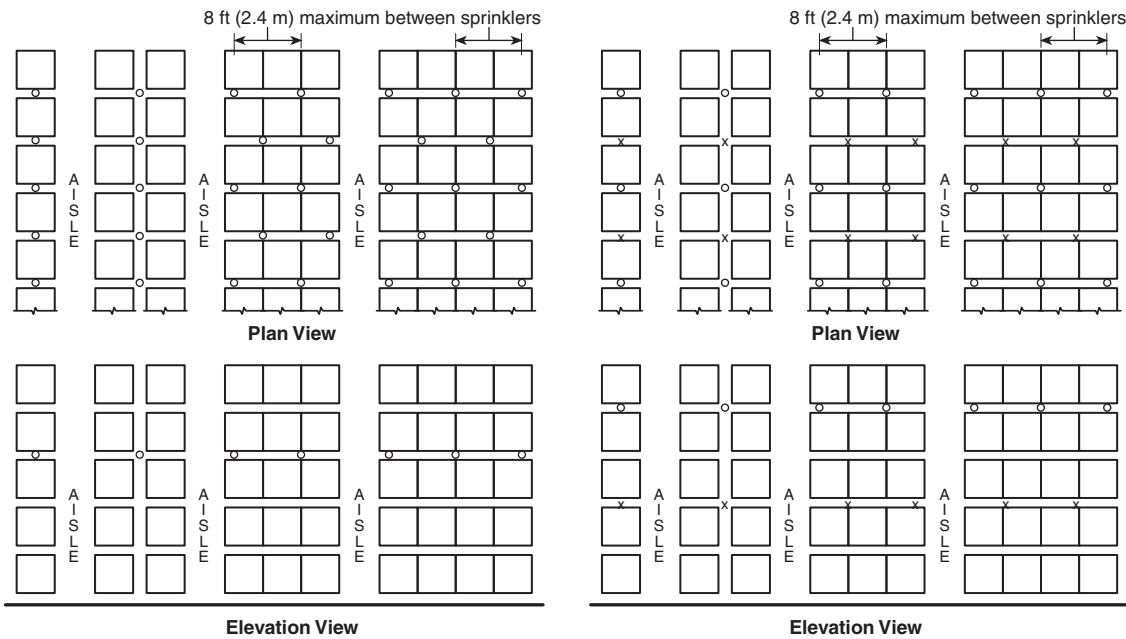 8 ft (2.4 m) maximum between sprinklers
AISLE
AISLE
AISLE
Plan View
AISLE
AISLE
AISLE
Elevation View
8 ft (2.4 m) maximum between sprinklers
AISLE
AISLE
AISLE
Plan View
AISLE
AISLE
AISLE
Elevation View